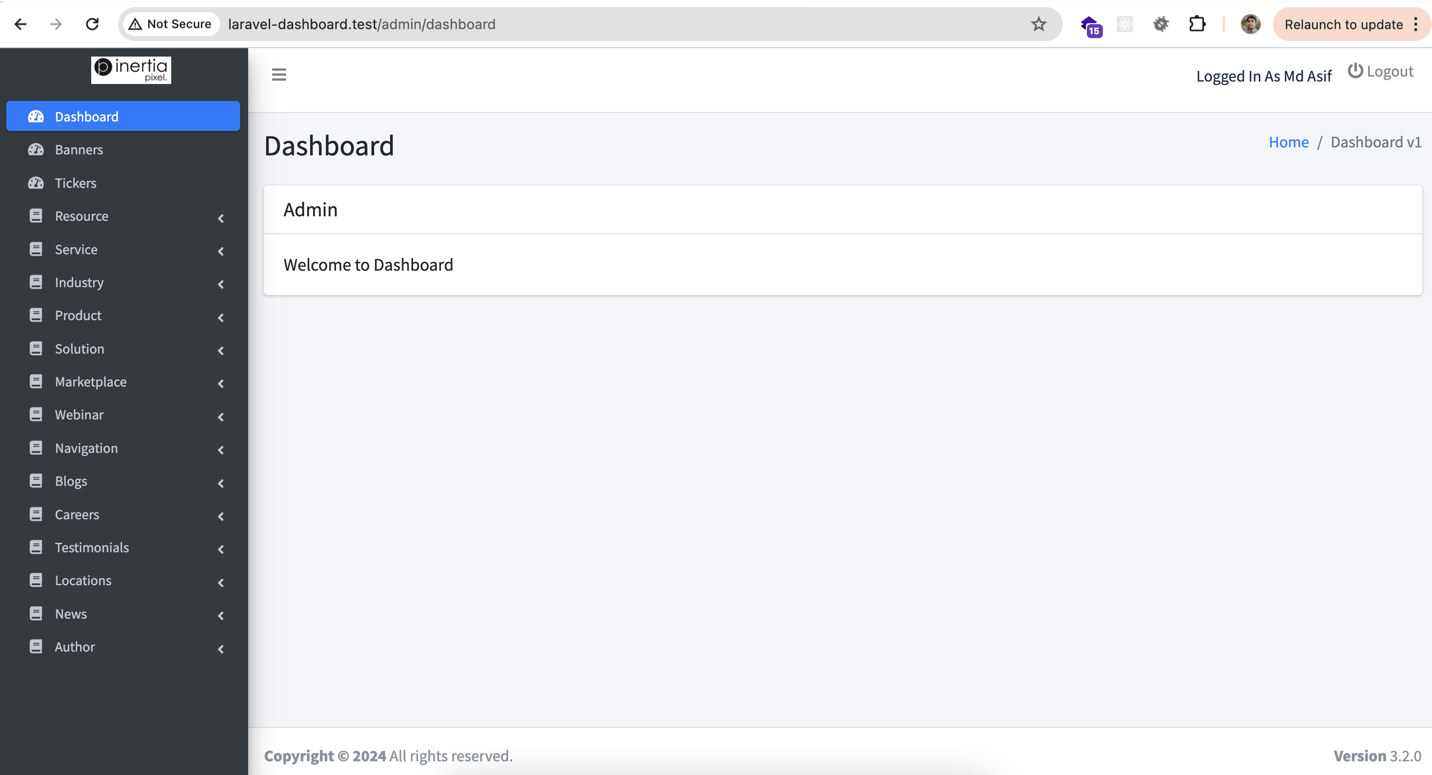 Not Secure laravel-dashboard.test/admin/dashboard 15 Relaunch to update
inertia
pixel.
Logged In As Md Asif Logout
Dashboard
Banners
Tickers
Resource
Service
Industry
Product
Solution
Marketplace
Webinar
Navigation
Blogs
Careers
Testimonials
Locations
News
Author
Dashboard
Home / Dashboard v1
Admin
Welcome to Dashboard
Copyright © 2024 All rights reserved.
Version 3.2.0